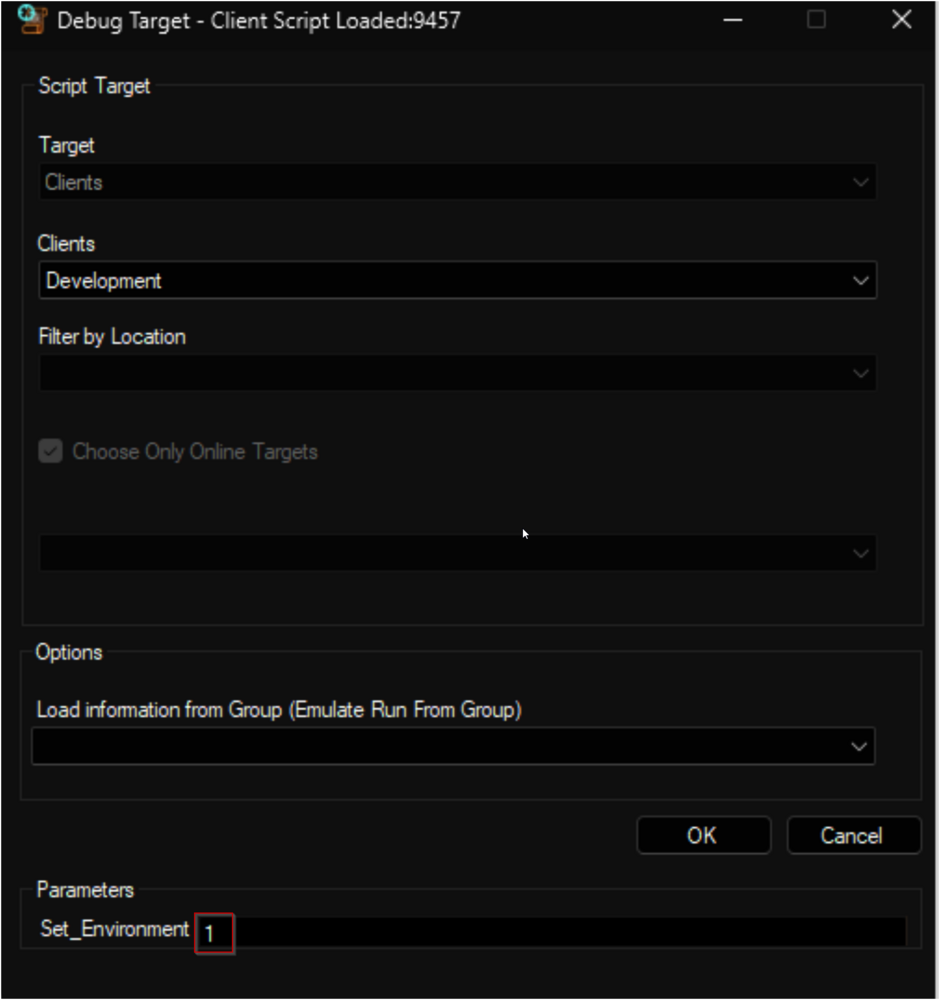 Debug Target - Client Script Loaded:9457
Script Target
Target
Clients
Clients
Development
Filter by Location
Choose Only Online Targets
Options
Load information from Group (Emulate Run From Group)
OK Cancel
Parameters
Set_Environment 1